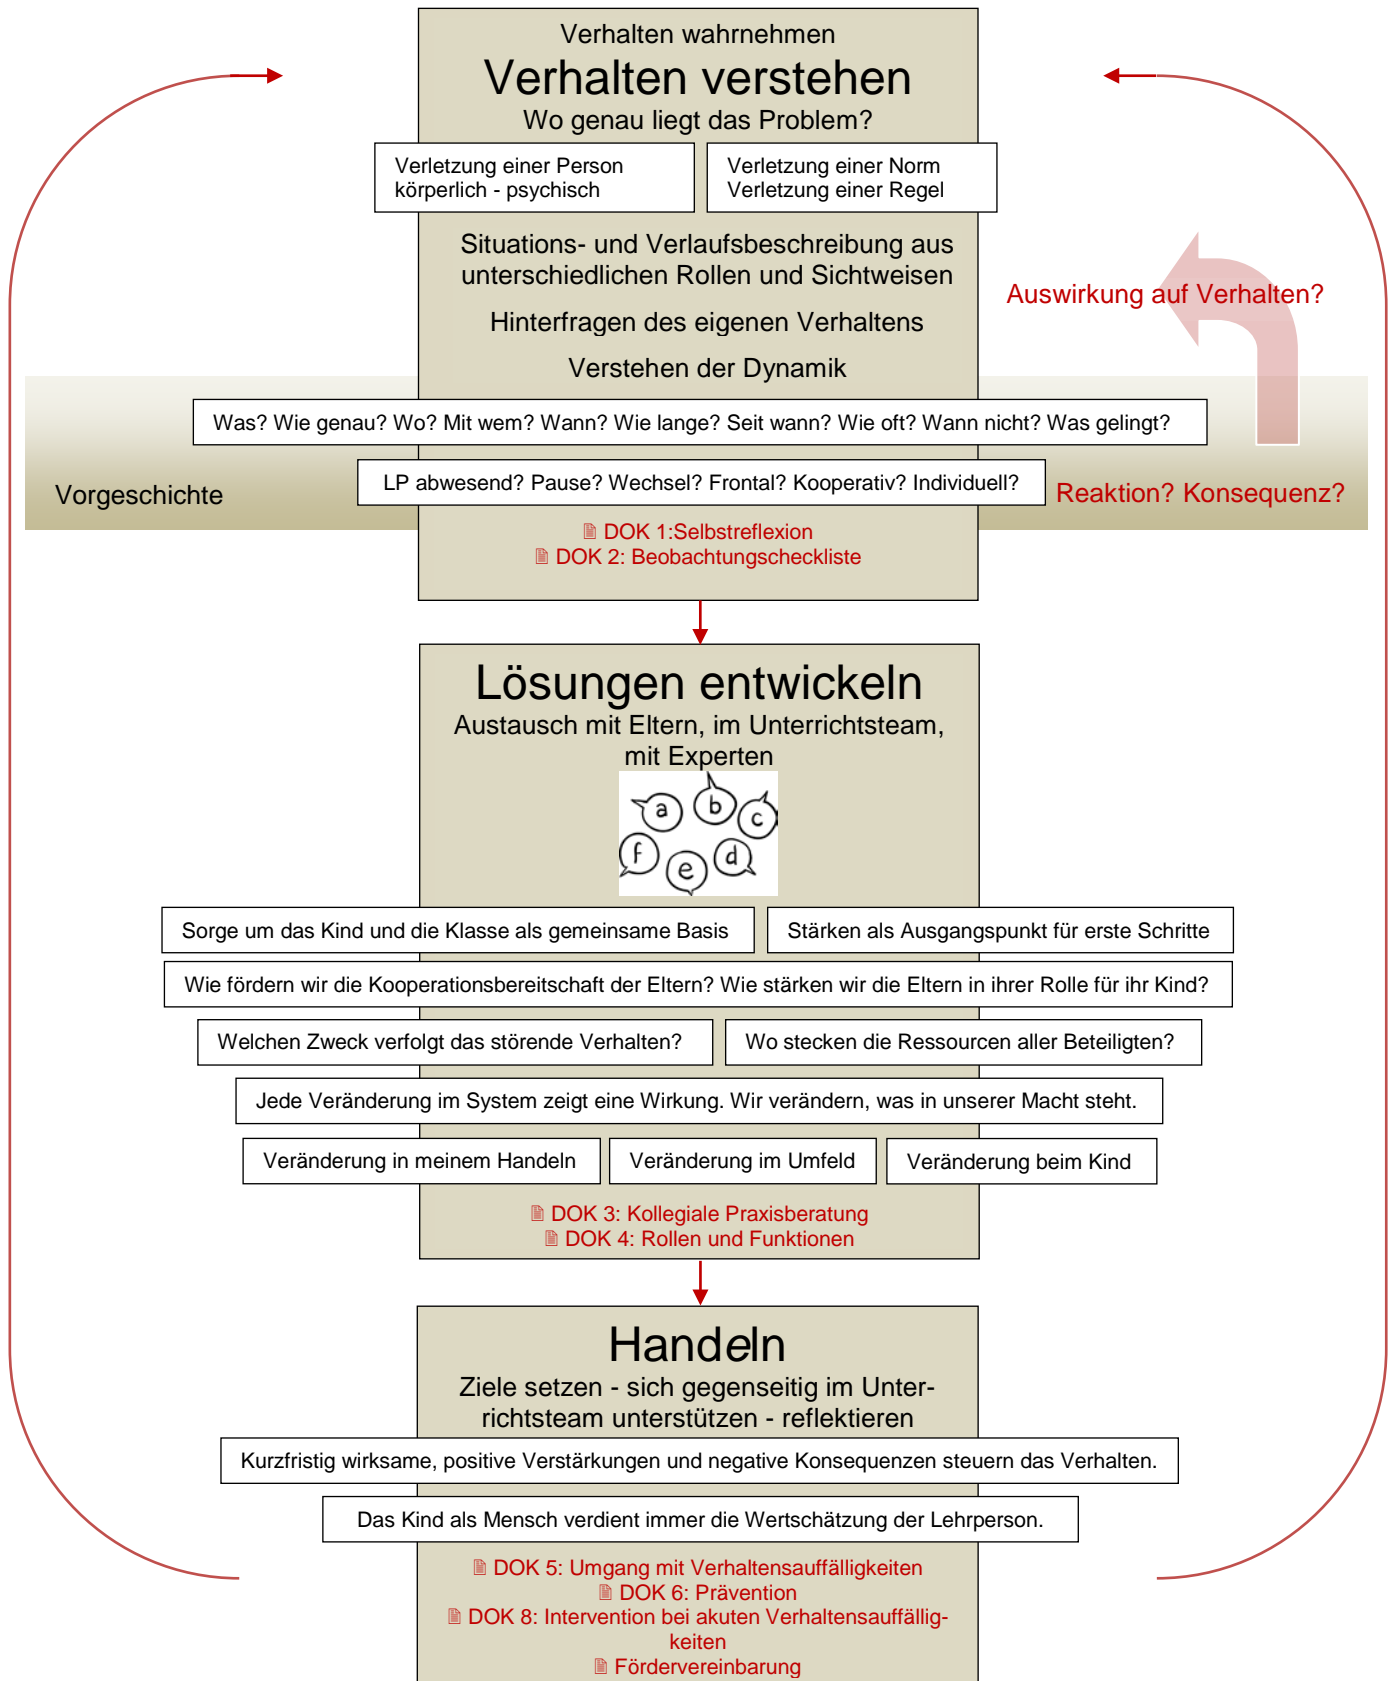 Verhalten wahrnehmen
Verhalten verstehen
Wo genau liegt das Problem?
Verletzung einer Person
körperlich - psychisch
Verletzung einer Norm
Verletzung einer Regel
Situations- und Verlaufsbeschreibung aus
unterschiedlichen Rollen und Sichtweisen
Auswirkung auf Verhalten?
Hinterfragen des eigenen Verhaltens
Verstehen der Dynamik
Was? Wie genau? Wo? Mit wem? Wann? Wie lange? Seit wann? Wie oft? Wann nicht? Was gelingt?
Vorgeschichte
LP abwesend? Pause? Wechsel? Frontal? Kooperativ? Individuell?
Reaktion? Konsequenz?
DOK 1:Selbstreflexion
DOK 2: Beobachtungscheckliste
Lösungen entwickeln
Austausch mit Eltern, im Unterrichtsteam,
mit Experten
a
b
c
f
e
d
Sorge um das Kind und die Klasse als gemeinsame Basis
Stärken als Ausgangspunkt für erste Schritte
Wie fördern wir die Kooperationsbereitschaft der Eltern? Wie stärken wir die Eltern in ihrer Rolle für ihr Kind?
Welchen Zweck verfolgt das störende Verhalten?
Wo stecken die Ressourcen aller Beteiligten?
Jede Veränderung im System zeigt eine Wirkung. Wir verändern, was in unserer Macht steht.
Veränderung in meinem Handeln
Veränderung im Umfeld
Veränderung beim Kind
DOK 3: Kollegiale Praxisberatung
DOK 4: Rollen und Funktionen
Handeln
Ziele setzen - sich gegenseitig im Unter-
richtsteam unterstützen - reflektieren
Kurzfristig wirksame, positive Verstärkungen und negative Konsequenzen steuern das Verhalten.
Das Kind als Mensch verdient immer die Wertschätzung der Lehrperson.
DOK 5: Umgang mit Verhaltensauffälligkeiten
DOK 6: Prävention
DOK 8: Intervention bei akuten Verhaltensauffällig-
keiten
Fördervereinbarung